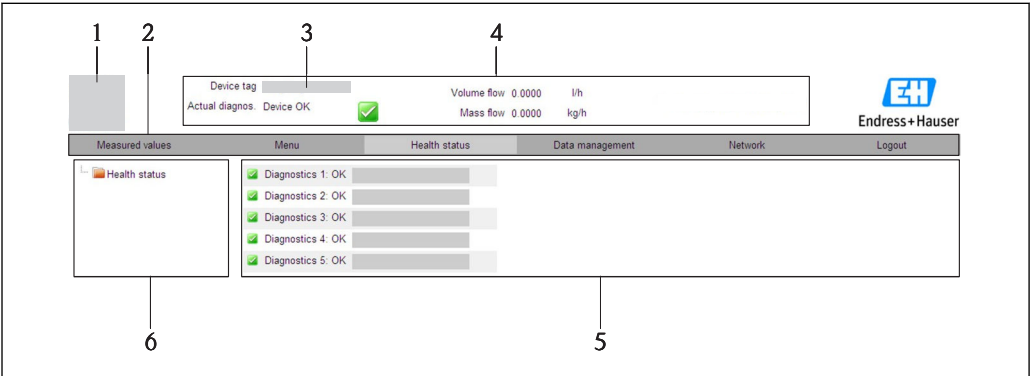 1 2 3 4
Device tag
Volume flow 0.0000 l/h
Actual diagnos. Device OK
Mass flow 0.0000 kg/h
EH
Endress+Hauser
Measured values Menu Health status Data management Network Logout
Health status
Diagnostics 1: OK
Diagnostics 2: OK
Diagnostics 3: OK
Diagnostics 4: OK
Diagnostics 5: OK
6 5